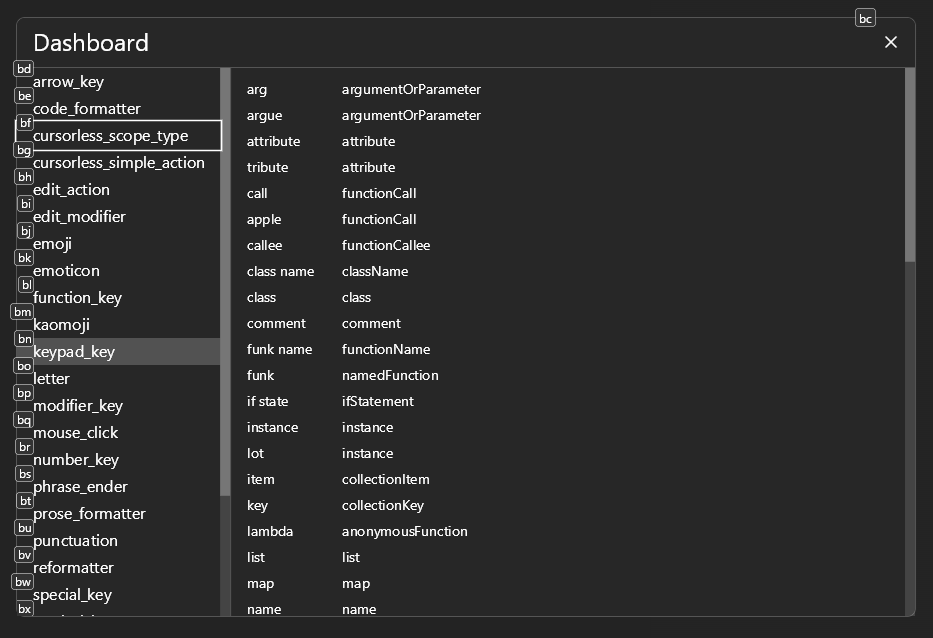 bc
Dashboard
bd
arrow_key
be
code_formatter
bf
cursorless_scope_type
bg
cursorless_simple_action
bh
edit_action
bi
edit_modifier
bj
emoji
bk
emoticon
bl
function_key
bm
kaomoji
bn
keypad_key
bo
letter
bp
modifier_key
bq
mouse_click
br
number_key
bs
phrase_ender
bt
prose_formatter
bu
punctuation
bv
reformatter
bw
special_key
bx
arg argumentOrParameter
argue argumentOrParameter
attribute attribute
tribute attribute
call functionCall
apple functionCall
callee functionCallee
class name className
class class
comment comment
funk name functionName
funk namedFunction
if state ifStatement
instance instance
lot instance
item collectionItem
key collectionKey
lambda anonymousFunction
list list
map map
name name